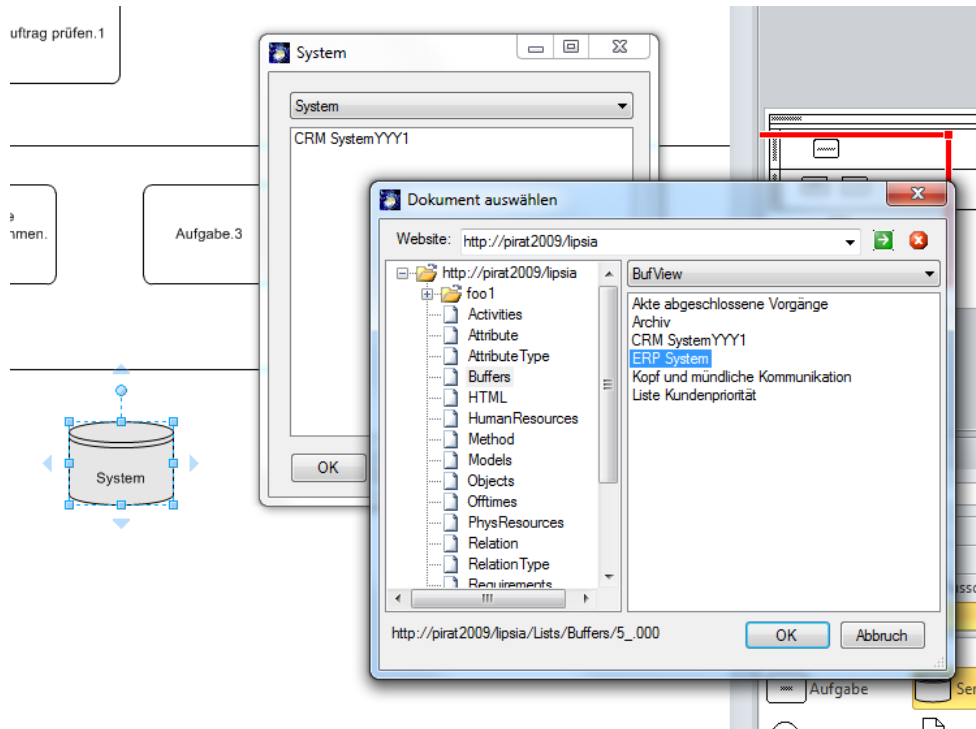 uftrag prüfen.1
System
System
CRM SystemYYY1
Dokument auswählen
Website:
http://pirat2009/lipsia
http://pirat2009/lipsia
foo1
Activities
Attribute
AttributeType
Buffers
HTML
HumanResources
Method
Models
Objects
Offtimes
PhysResources
Relation
RelationType
Requirements
BufView
Akte abgeschlossene Vorgänge
Archiv
CRM SystemYYY1
ERP System
Kopf und mündliche Kommunikation
Liste Kundenpriorität
nmen.
Aufgabe.3
System
OK
http://pirat2009/lipsia/Lists/Buffers/5_.000
OK
Abbruch
Aufgabe